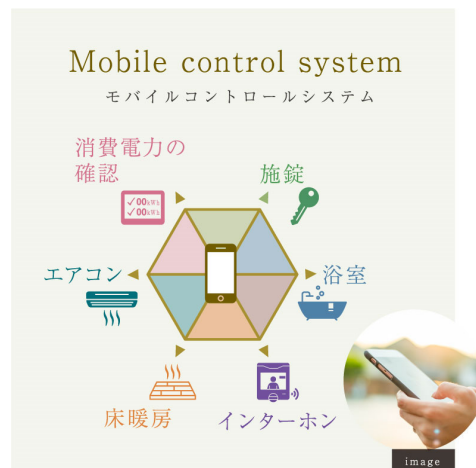 Mobile control system
モバイルコントロールシステム
消費電力の
確認
施錠
✓00kWh
✓00kWh
エアコン
浴室
床暖房
インターホン
image